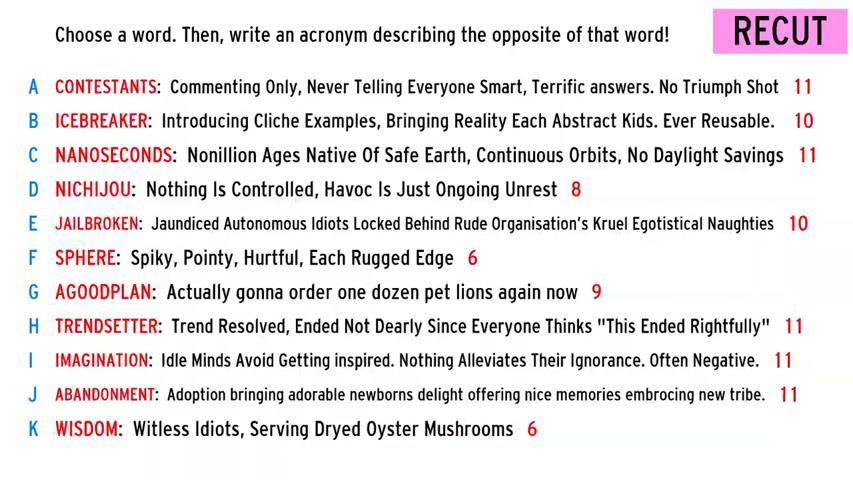 Choose a word. Then, write an acronym describing the opposite of that word!
RECUT
A CONTESTANTS: Commenting Only, Never Telling Everyone Smart, Terrific answers. No Triumph Shot 11
B ICEBREAKER: Introducing Cliche Examples, Bringing Reality Each Abstract Kids. Ever Reusable. 10
C NANOSECONDS: Nonillion Ages Native Of Safe Earth, Continuous Orbits, No Daylight Savings 11
D NICHIJOU: Nothing Is Controlled, Havoc Is Just Ongoing Unrest 8
E JAILBROKEN: Jaundiced Autonomous Idiots Locked Behind Rude Organisation's Kruel Egotistical Naughties 10
F SPHERE: Spiky, Pointy, Hurtful, Each Rugged Edge 6
G AGOODPLAN: Actually gonna order one dozen pet lions again now 9
H TRENDSETTER: Trend Resolved, Ended Not Dearly Since Everyone Thinks "This Ended Rightfully" 11
I IMAGINATION: Idle Minds Avoid Getting inspired. Nothing Alleviates Their Ignorance. Often Negative. 11
J ABANDONMENT: Adoption bringing adorable newborns delight offering nice memories embrocing new tribe. 11
K WISDOM: Witless Idiots, Serving Dryed Oyster Mushrooms 6